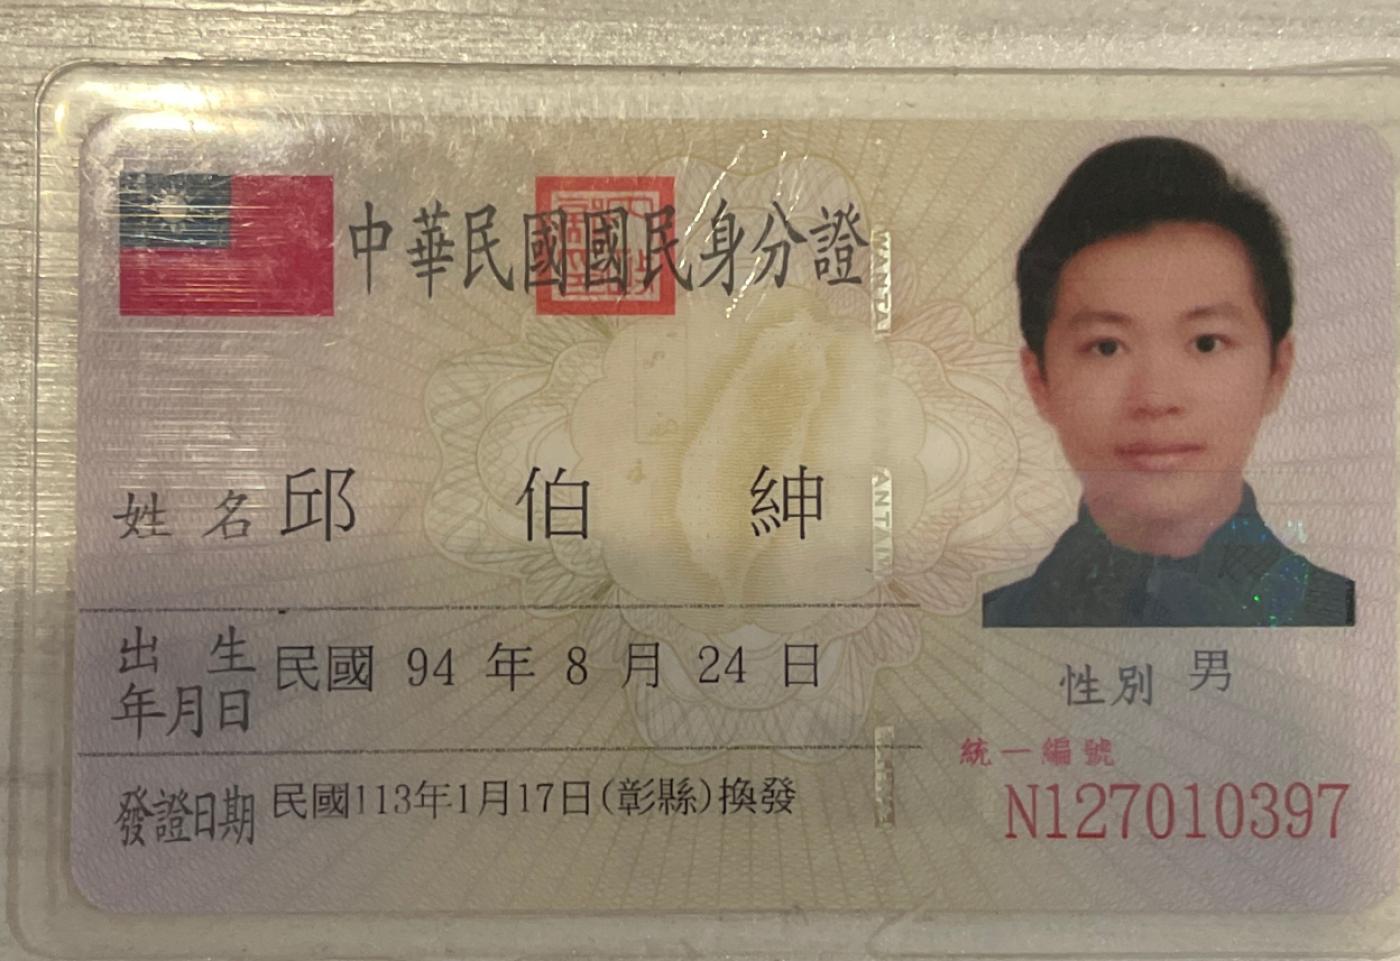 中華民國國民身分證
姓名 邱伯紳
出生年月日 民國 94 年 8 月 24 日
性別 男
發證日期 民國113年1月17日(彰縣)換發
統一編號
N127010397